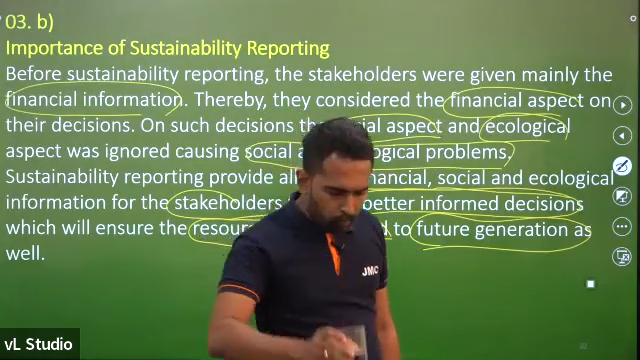 03. b)
Importance of Sustainability Reporting
Before sustainability reporting, the stakeholders were given mainly the
financial information. Thereby, they considered the financial aspect on
their decisions. On such decisions aspect and ecological
aspect was ignored causing social problems.
Sustainability reporting provide social and ecological
information for the stakeholders better informed decisions
which will ensure the to future generation as
well.
JMC
vL Studio